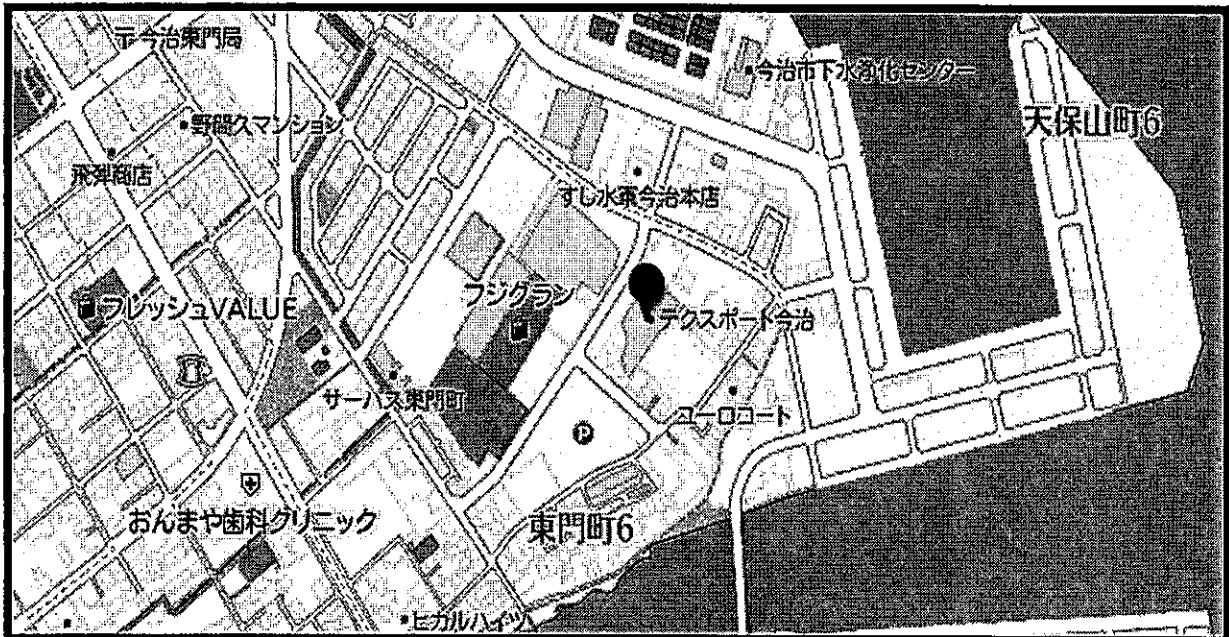 〒今治東門局
今治市下水浄化センター
天保山町6
野間久マンション
飛弾商店
すし水軍今治本店
フジグラン
フレッシュVALUE
テクスポート今治
サーパス東門町
ユーロコート
P
おんまや歯科クリニック
東門町6
ヒカルハイツ